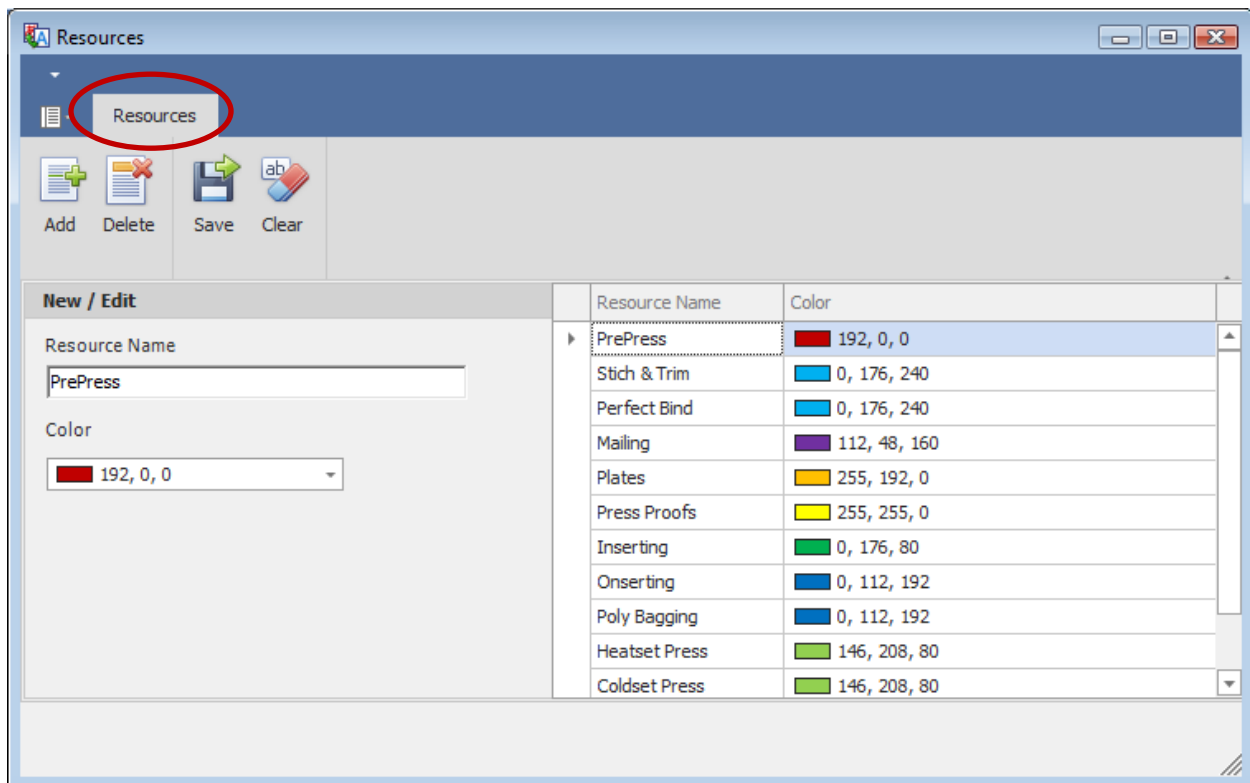 Resources
Resources
ab
Add Delete Save Clear
New / Edit
Resource Name
PrePress
Color
192, 0, 0
Resource Name Color
PrePress 192, 0, 0
Stich & Trim 0, 176, 240
Perfect Bind 0, 176, 240
Mailing 112, 48, 160
Plates 255, 192, 0
Press Proofs 255, 255, 0
Inserting 0, 176, 80
Onserting 0, 112, 192
Poly Bagging 0, 112, 192
Heatset Press 146, 208, 80
Coldset Press 146, 208, 80